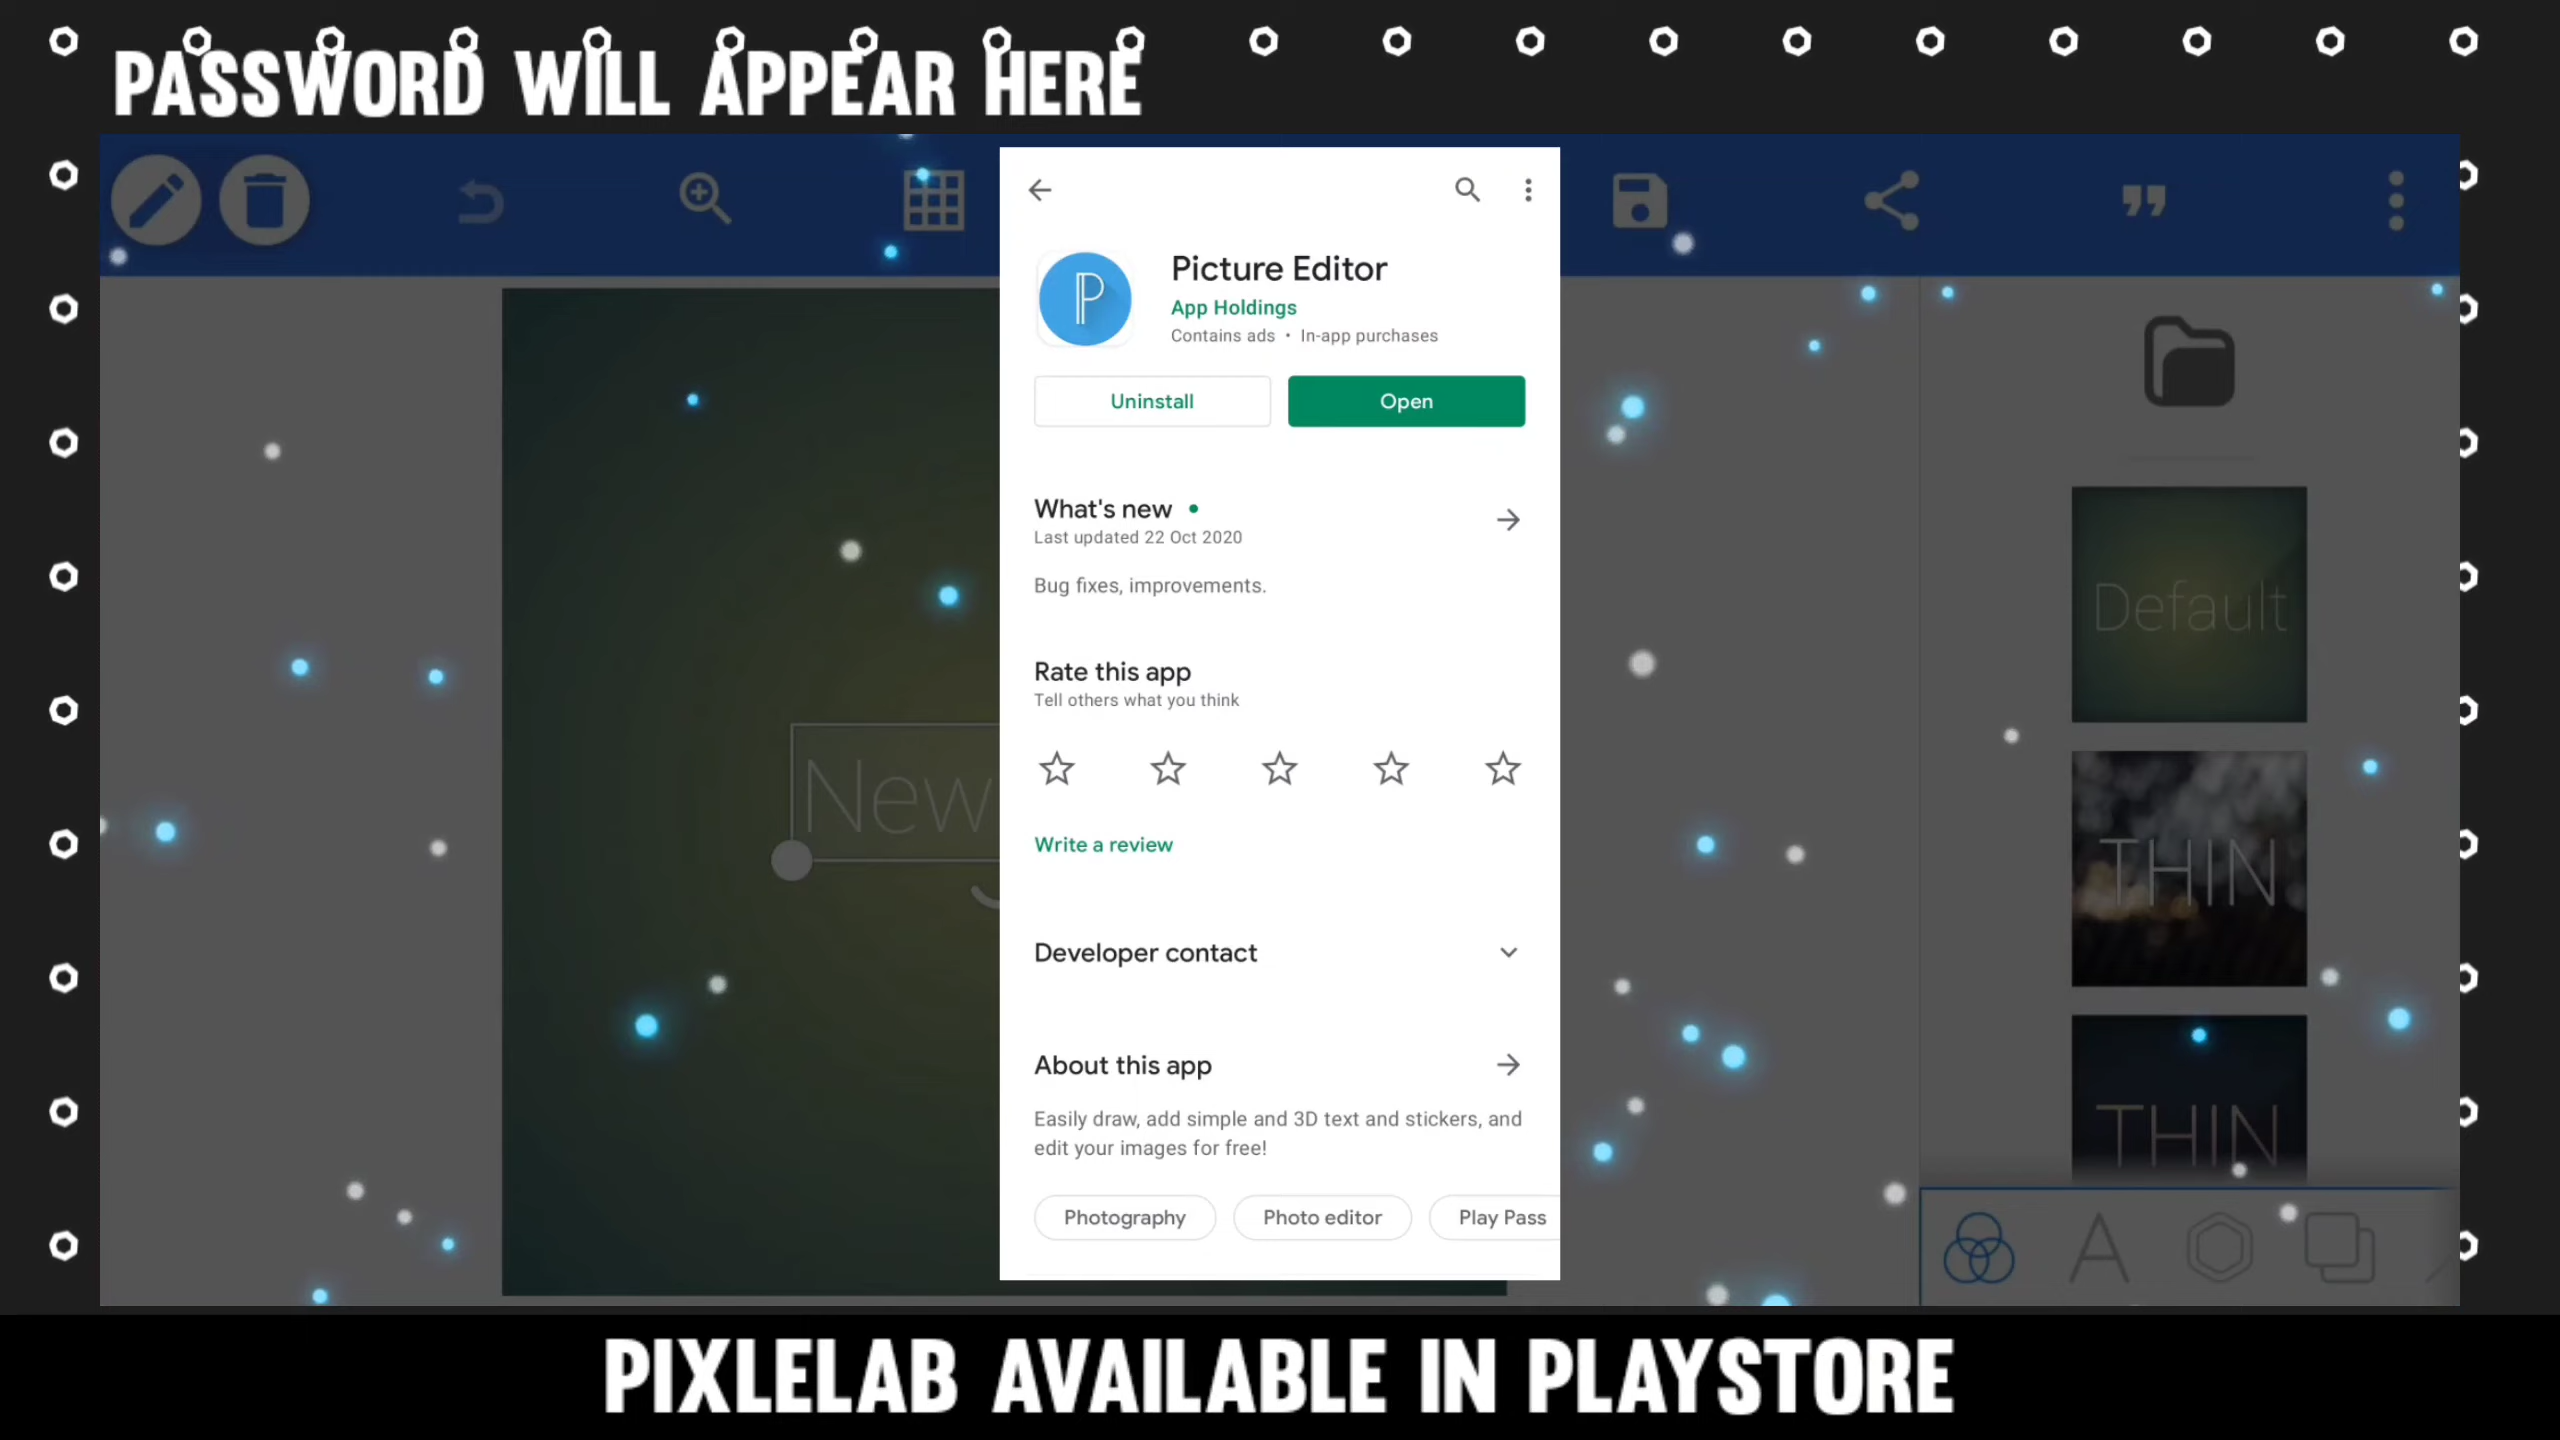 PASSWORD WILL APPEAR HERE
Picture Editor
App Holdings
Contains ads • In-app purchases
Uninstall
Open
What's new •
Last updated 22 Oct 2020
Bug fixes, improvements.
Rate this app
Tell others what you think
Write a review
Developer contact
About this app
Easily draw, add simple and 3D text and stickers, and
edit your images for free!
Photography
Photo editor
Play Pass
New
Default
THIN
THIN
A
PIXLELAB AVAILABLE IN PLAYSTORE